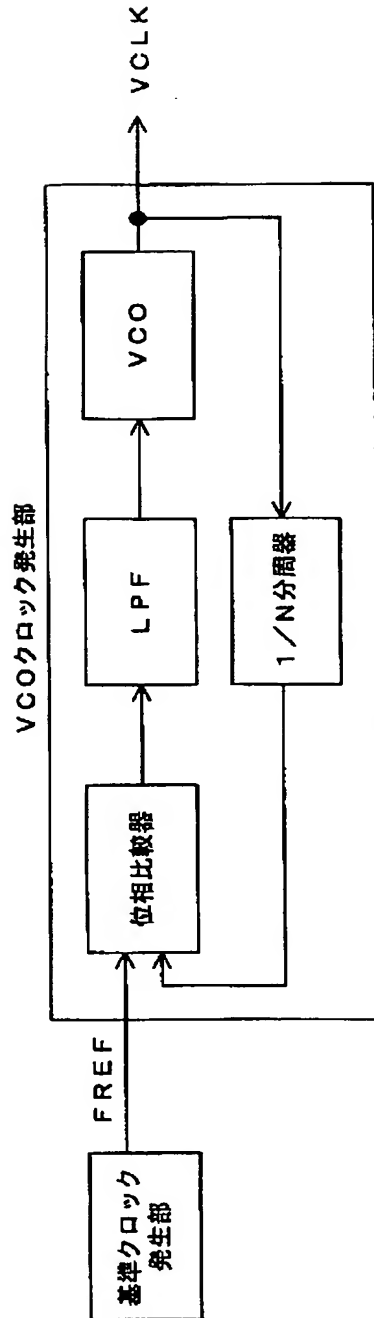 VCOクロック発生部
基準クロック
発生部
FREF
位相比較器
LPF
VCO
VCLK
1/N分周器